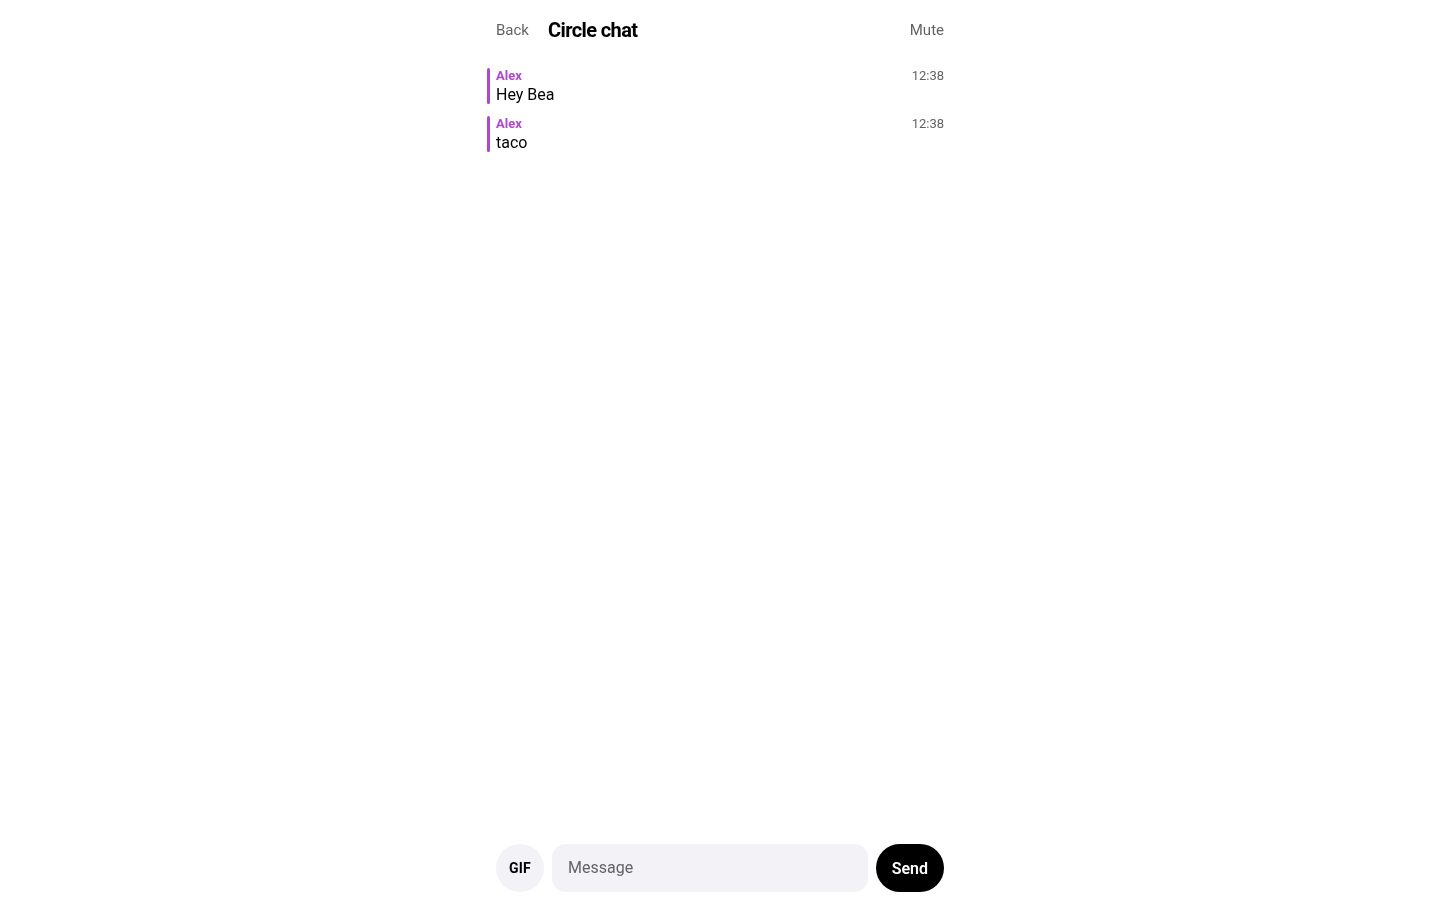 Back Circle chat Mute
Alex 12:38
Hey Bea
Alex 12:38
taco
GIF Message Send